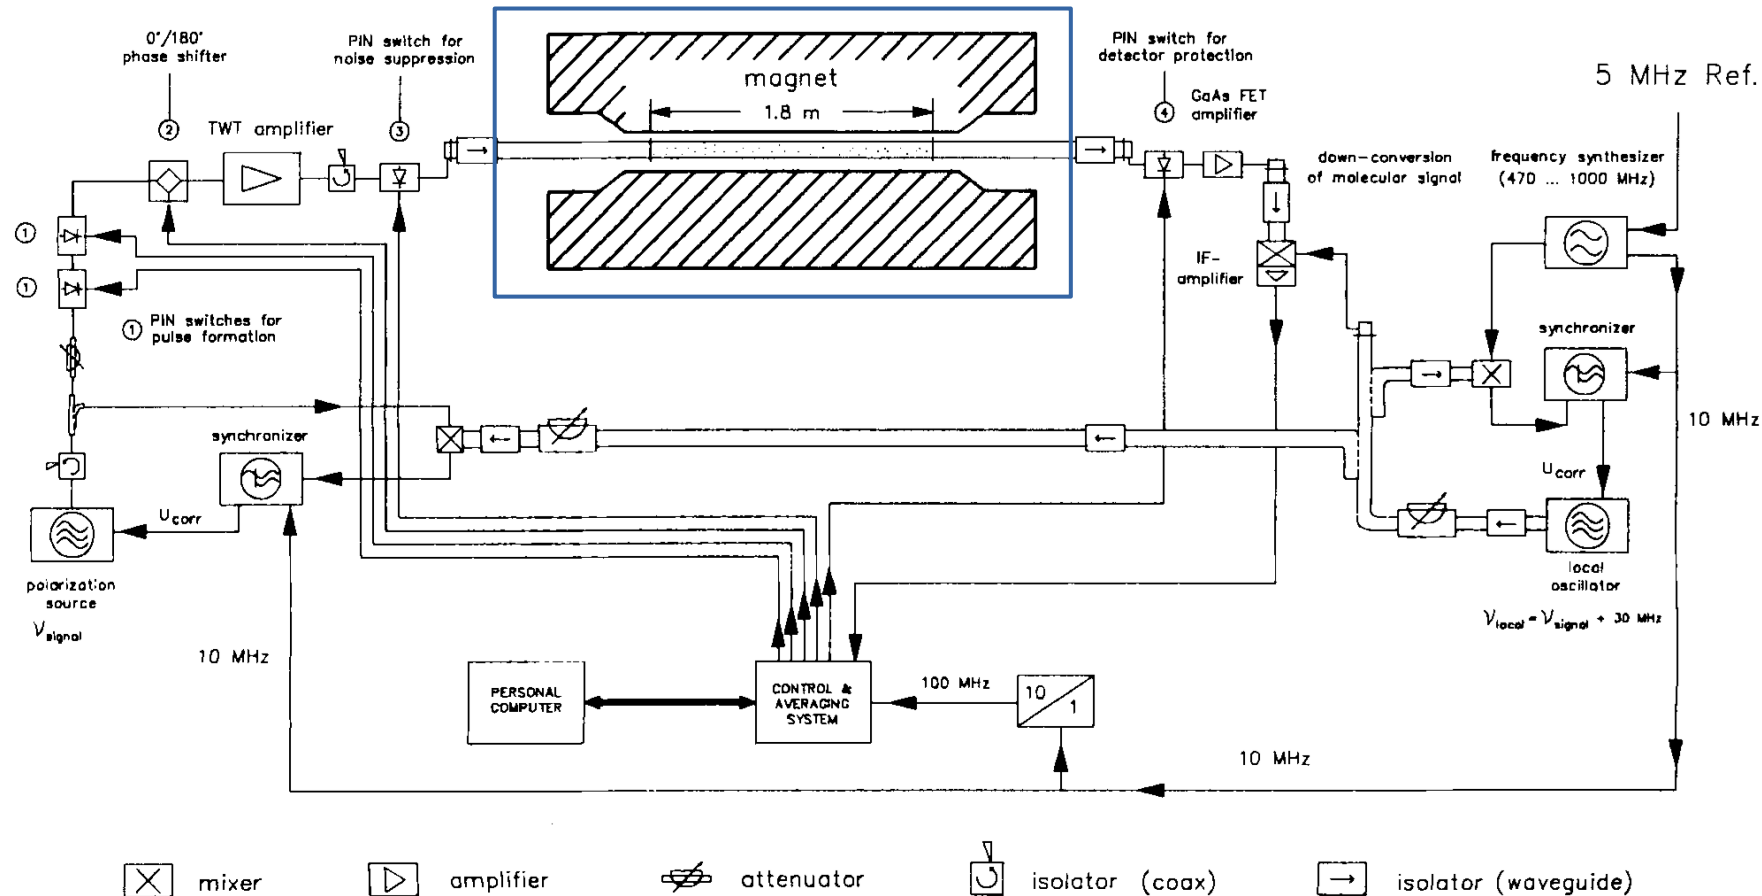 0°/180°
phase shifter
PIN switch for
noise suppression
PIN switch for
detector protection
5 MHz Ref.
magnet
1.8 m
2
TWT amplifier
3
4
GaAs FET
amplifier
down-conversion
of molecular signal
frequency synthesizer
(470 ... 1000 MHz)
1
1
IF-
amplifier
1 PIN switches for
pulse formation
synchronizer
10 MHz
synchronizer
Ucorr
Ucorr
polarization
source
νsignal
local
oscillator
νlocal = νsignal + 30 MHz
10 MHz
PERSONAL
COMPUTER
CONTROL &
AVERAGING
SYSTEM
100 MHz
10/1
10 MHz
mixer
amplifier
attenuator
isolator (coax)
isolator (waveguide)